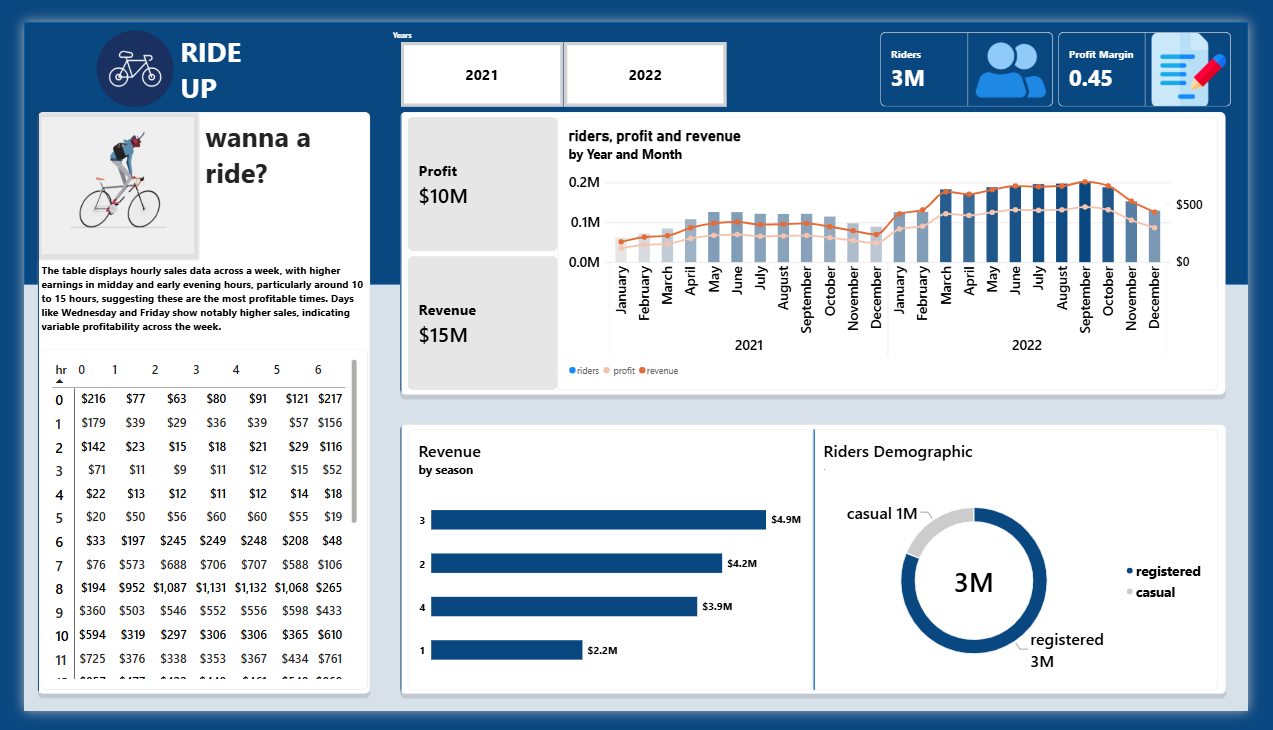 RIDE
UP
Years
2021
2022
Riders
3M
Profit Margin
0.45
wanna a
ride?
The table displays hourly sales data across a week, with higher
earnings in midday and early evening hours, particularly around 10
to 15 hours, suggesting these are the most profitable times. Days
like Wednesday and Friday show notably higher sales, indicating
variable profitability across the week.
hr 0 1 2 3 4 5 6
0 $216 $77 $63 $80 $91 $121 $217
1 $179 $39 $29 $36 $39 $57 $156
2 $142 $23 $15 $18 $21 $29 $116
3 $71 $11 $9 $11 $12 $15 $52
4 $22 $13 $12 $11 $12 $14 $18
5 $20 $50 $56 $60 $60 $55 $19
6 $33 $197 $245 $249 $248 $208 $48
7 $76 $573 $688 $706 $707 $588 $106
8 $194 $952 $1,087 $1,131 $1,132 $1,068 $265
9 $360 $503 $546 $552 $556 $598 $433
10 $594 $319 $297 $306 $306 $365 $610
11 $725 $376 $338 $353 $367 $434 $761
Profit
$10M
Revenue
$15M
riders, profit and revenue
by Year and Month
0.2M
0.1M
0.0M
$500
$0
January
February
March
April
May
June
July
August
September
October
November
December
January
February
March
April
May
June
July
August
September
October
November
December
2021
2022
riders profit revenue
Revenue
by season
3 $4.9M
2 $4.2M
4 $3.9M
1 $2.2M
Riders Demographic
casual 1M
3M
registered
3M
registered
casual